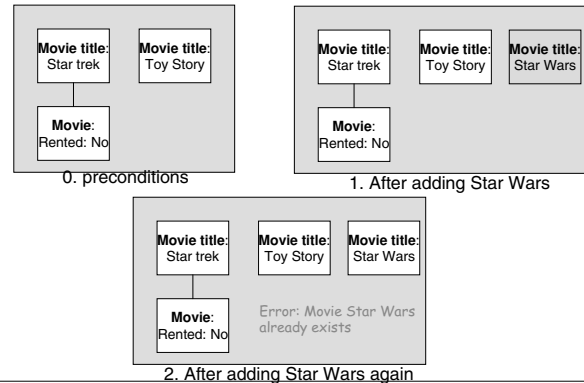 Movie title:
Star trek
Movie title:
Toy Story
Movie:
Rented: No
0. preconditions
Movie title:
Star trek
Movie title:
Toy Story
Movie title:
Star Wars
Movie:
Rented: No
1. After adding Star Wars
Movie title:
Star trek
Movie title:
Toy Story
Movie title:
Star Wars
Movie:
Rented: No
Error: Movie Star Wars
already exists
2. After adding Star Wars again